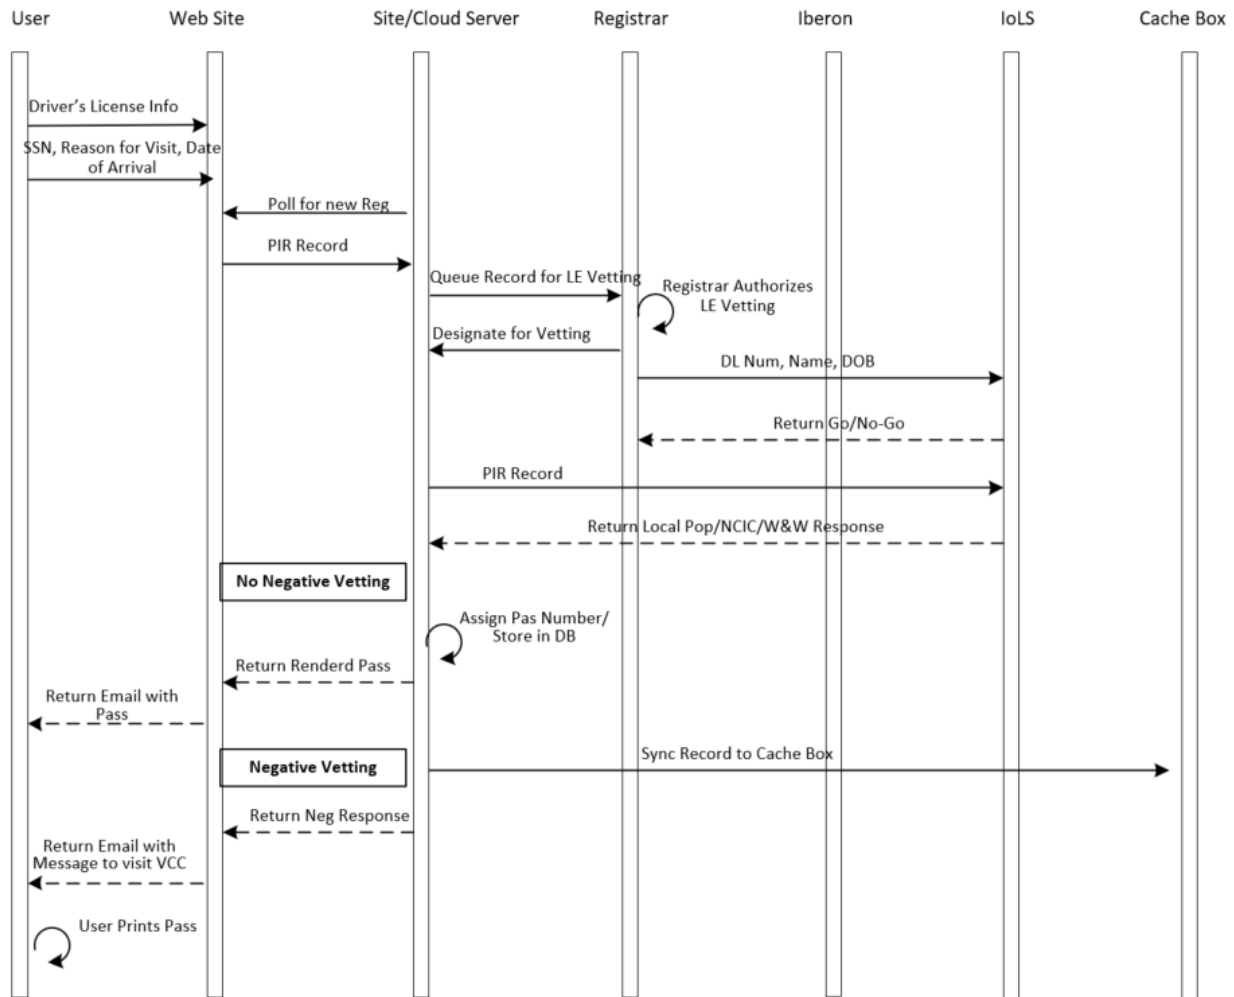 User
Web Site
Site/Cloud Server
Registrar
Iberon
IoLS
Cache Box
Driver's License Info
SSN, Reason for Visit, Date
of Arrival
Poll for new Reg
PIR Record
Queue Record for LE Vetting
Registrar Authorizes
LE Vetting
Designate for Vetting
DL Num, Name, DOB
Return Go/No-Go
PIR Record
Return Local Pop/NCIC/W&W Response
No Negative Vetting
Assign Pas Number/
Store in DB
Return Renderd Pass
Return Email with
Pass
Sync Record to Cache Box
Negative Vetting
Return Neg Response
Return Email with
Message to visit VCC
User Prints Pass